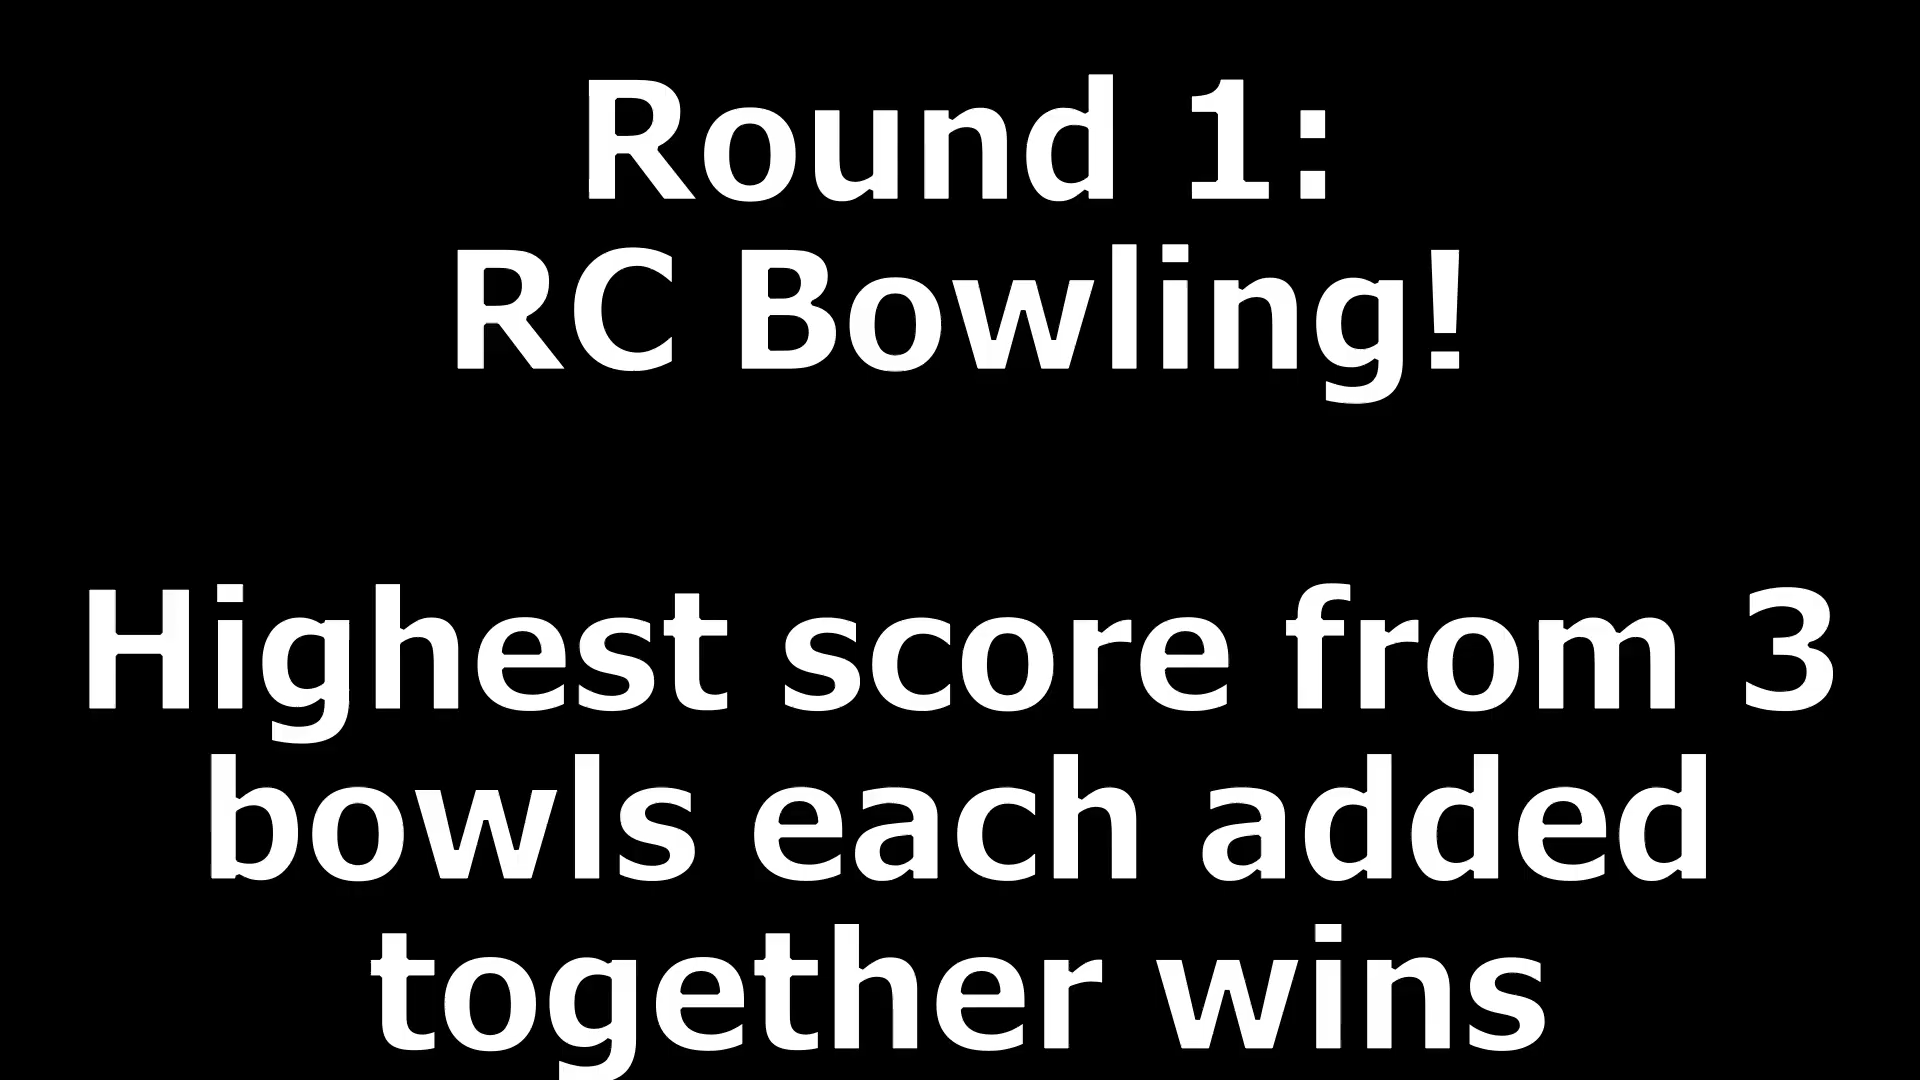 Round 1:
RC Bowling!
Highest score from 3
bowls each added
together wins